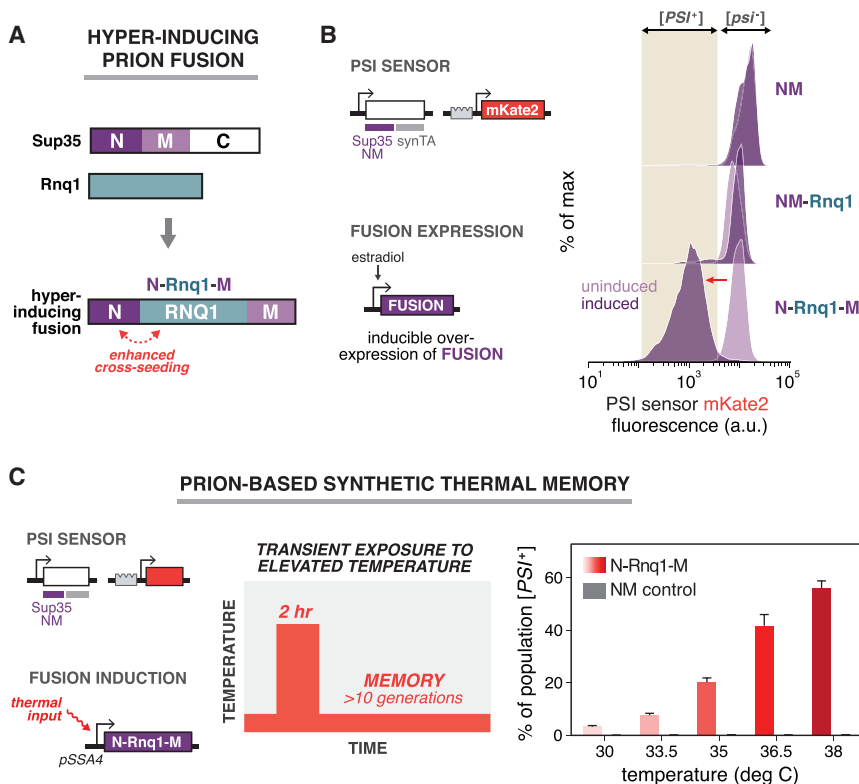 A
HYPER-INDUCING
PRION FUSION
Sup35
N
M
C
Rnq1
N-Rnq1-M
hyper-
inducing
fusion
N
RNQ1
M
enhanced
cross-seeding
B
PSI SENSOR
mKate2
Sup35
NM
synTA
FUSION EXPRESSION
estradiol
FUSION
inducible over-
expression of FUSION
[PSI⁺]
[psi⁻]
NM
NM-Rnq1
N-Rnq1-M
% of max
uninduced
induced
10¹
10³
10⁵
PSI sensor mKate2
fluorescence (a.u.)
C
PRION-BASED SYNTHETIC THERMAL MEMORY
PSI SENSOR
Sup35
NM
FUSION INDUCTION
thermal
input
N-Rnq1-M
pSSA4
TRANSIENT EXPOSURE TO
ELEVATED TEMPERATURE
TEMPERATURE
2 hr
MEMORY
>10 generations
TIME
% of population [PSI⁺]
N-Rnq1-M
NM control
60
40
20
0
30
33.5
35
36.5
38
temperature (deg C)